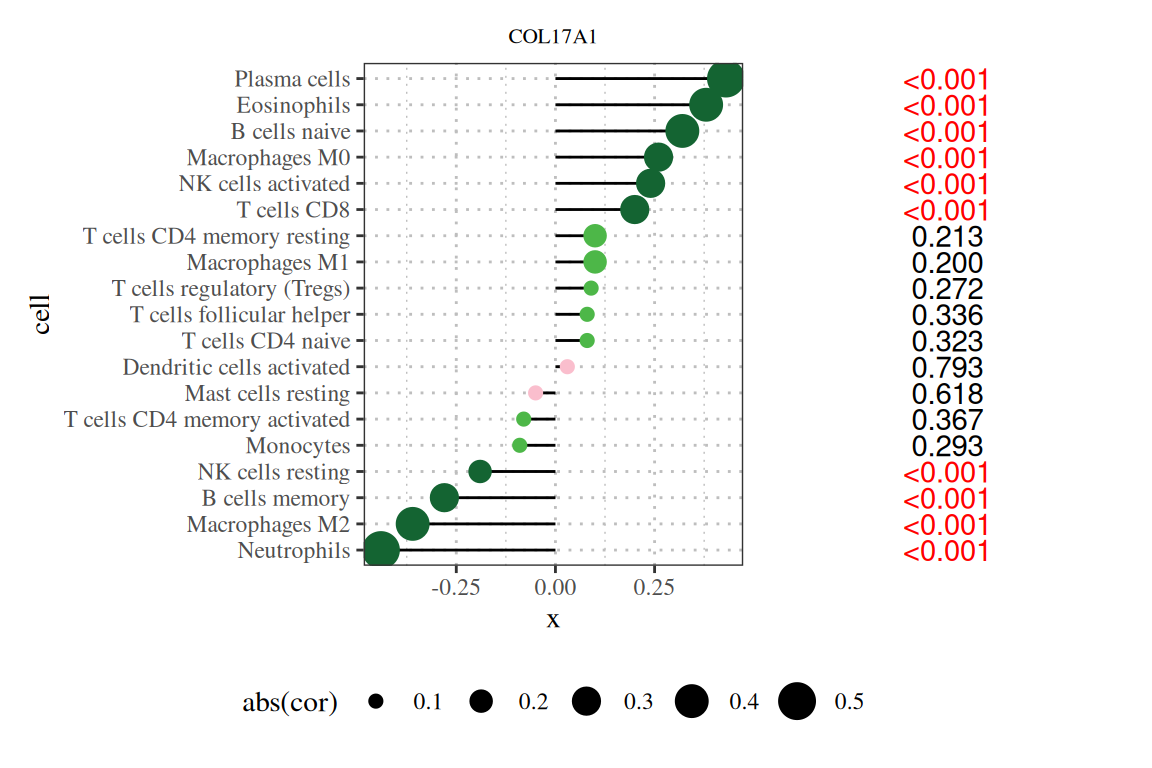 COL17A1
Plasma cells <0.001
Eosinophils <0.001
B cells naive <0.001
Macrophages M0 <0.001
NK cells activated <0.001
T cells CD8 <0.001
T cells CD4 memory resting 0.213
Macrophages M1 0.200
T cells regulatory (Tregs) 0.272
T cells follicular helper 0.336
T cells CD4 naive 0.323
Dendritic cells activated 0.793
Mast cells resting 0.618
T cells CD4 memory activated 0.367
Monocytes 0.293
NK cells resting <0.001
B cells memory <0.001
Macrophages M2 <0.001
Neutrophils <0.001
cell
-0.25 0.00 0.25
x
abs(cor) 0.1 0.2 0.3 0.4 0.5